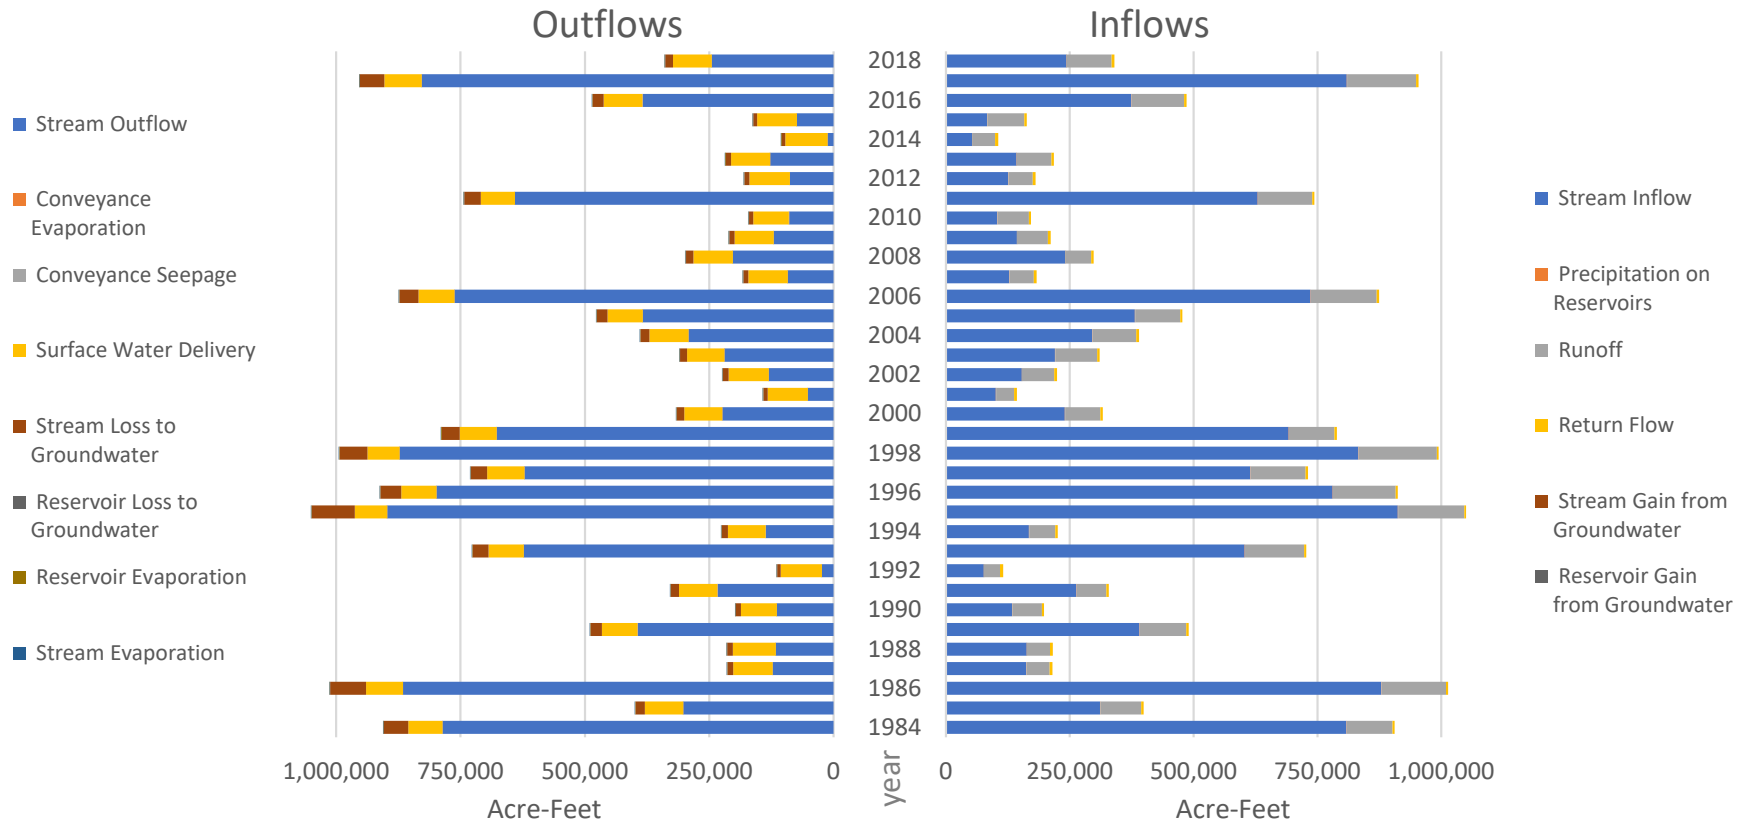 Outflows
Inflows
Stream Outflow
Conveyance
Evaporation
Conveyance Seepage
Surface Water Delivery
Stream Loss to
Groundwater
Reservoir Loss to
Groundwater
Reservoir Evaporation
Stream Evaporation
2018
2016
2014
2012
2010
2008
2006
2004
2002
2000
1998
1996
1994
1992
1990
1988
1986
1984
Stream Inflow
Precipitation on
Reservoirs
Runoff
Return Flow
Stream Gain from
Groundwater
Reservoir Gain
from Groundwater
1,000,000 750,000 500,000 250,000 0
year
0 250,000 500,000 750,000 1,000,000
Acre-Feet
Acre-Feet